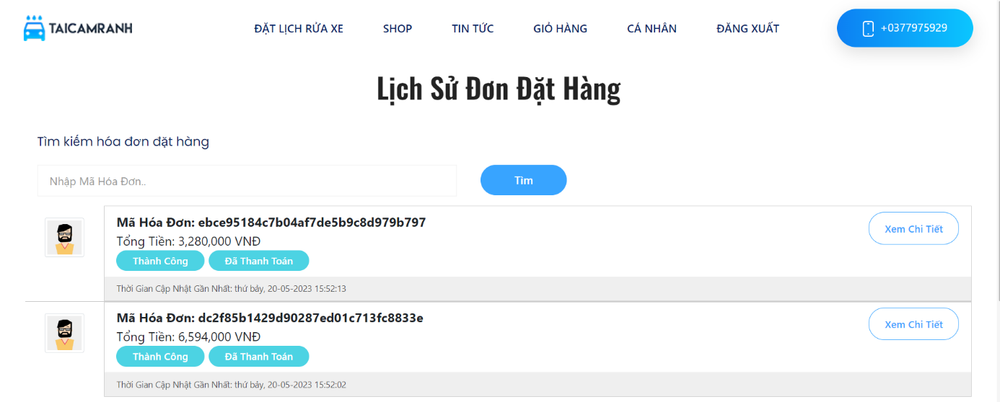 TAICAMRANH
ĐẶT LỊCH RỬA XE
SHOP
TIN TỨC
GIỎ HÀNG
CÁ NHÂN
ĐĂNG XUẤT
+0377975929
Lịch Sử Đơn Đặt Hàng
Tìm kiếm hóa đơn đặt hàng
Nhập Mã Hóa Đơn..
Tìm
Mã Hóa Đơn: ebce95184c7b04af7de5b9c8d979b797
Xem Chi Tiết
Tổng Tiền: 3,280,000 VNĐ
Thành Công
Đã Thanh Toán
Thời Gian Cập Nhật Gần Nhất: thứ bảy, 20-05-2023 15:52:13
Mã Hóa Đơn: dc2f85b1429d90287ed01c713fc8833e
Xem Chi Tiết
Tổng Tiền: 6,594,000 VNĐ
Thành Công
Đã Thanh Toán
Thời Gian Cập Nhật Gần Nhất: thứ bảy, 20-05-2023 15:52:02